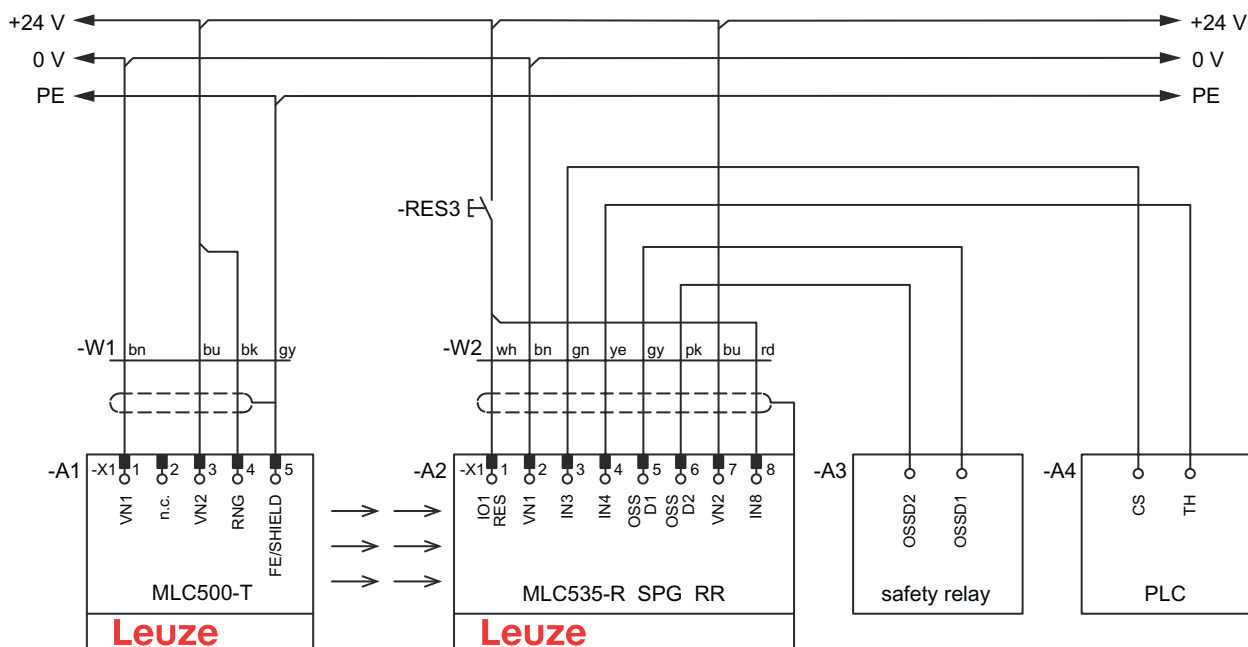 +24 V
+24 V
0 V
0 V
PE
PE
-RES3
-W1 bn bu bk gy
-W2 wh bn gn ye gy pk bu rd
-A1 -X1 1 2 3 4 5
VN1
n.c.
VN2
RNG
FE/SHIELD
MLC500-T
Leuze
-A2 -X1 1 2 3 4 5 6 7 8
IO1
RES
VN1
IN3
IN4
OSS
D1
OSS
D2
VN2
IN8
MLC535-R SPG RR
Leuze
-A3
OSSD2
OSSD1
safety relay
-A4
CS
TH
PLC